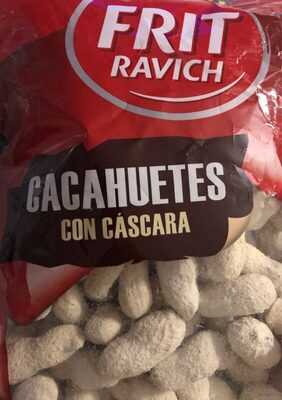 FRIT
RAVICH
CACAHUETES
CON CÁSCARA